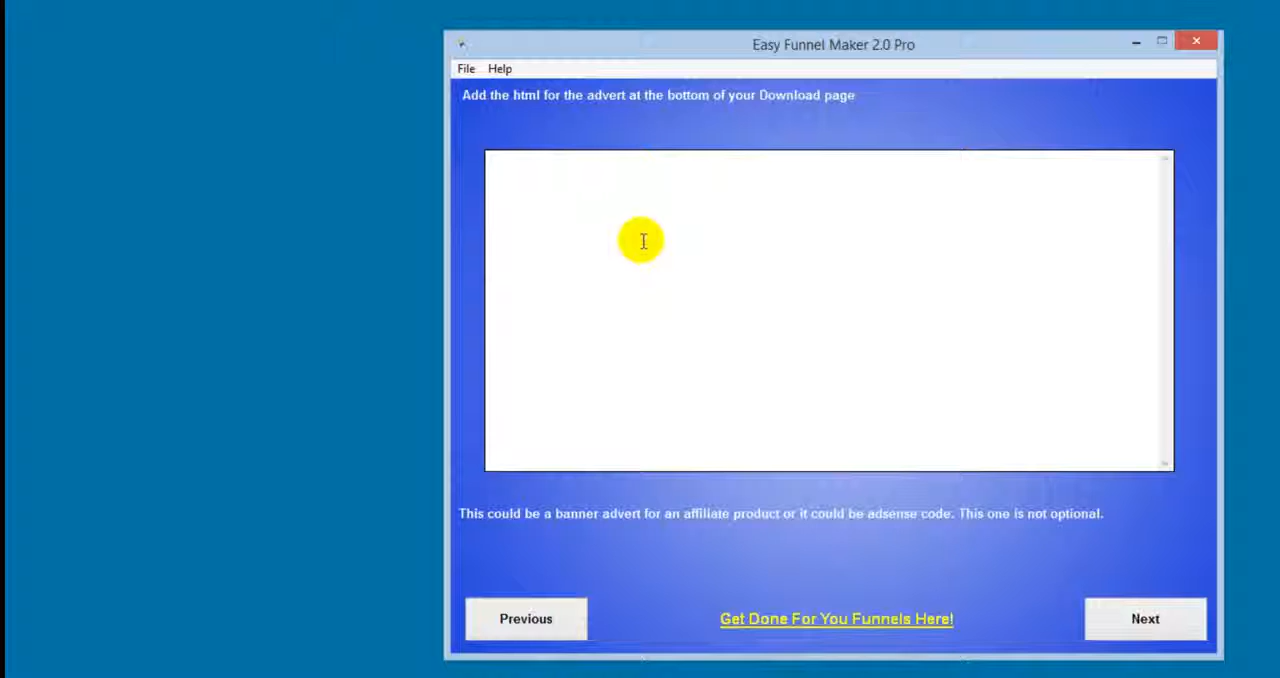 Easy Funnel Maker 2.0 Pro
File Help
Add the html for the advert at the bottom of your Download page
This could be a banner advert for an affiliate product or it could be adsense code. This one is not optional.
Previous
Get Done For You Funnels Here!
Next